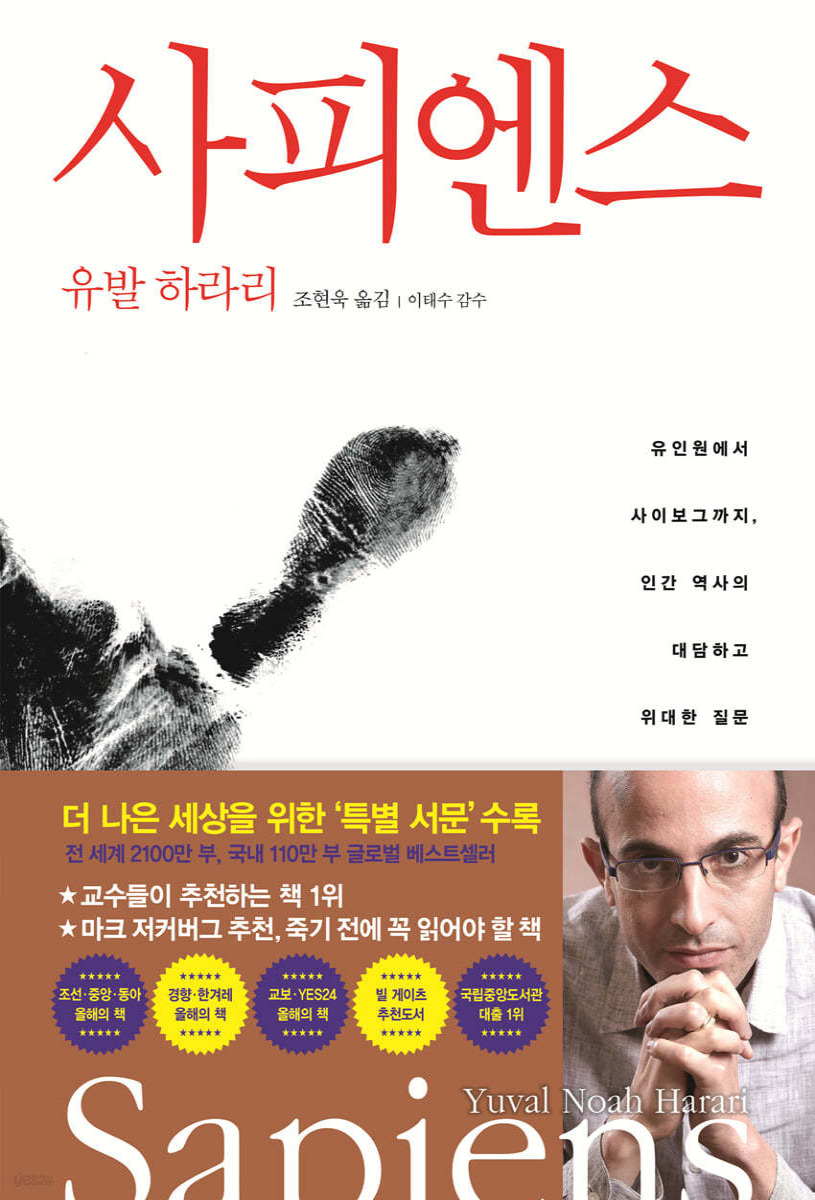 사피엔스
유발 하라리 조현욱 옮김 | 이태수 감수
유인원에서
사이보그까지,
인간 역사의
대담하고
위대한 질문
더 나은 세상을 위한 ‘특별 서문’ 수록
전 세계 2100만 부, 국내 110만 부 글로벌 베스트셀러
★교수들이 추천하는 책 1위
★마크 저커버그 추천, 죽기 전에 꼭 읽어야 할 책
★★★★★
조선·중앙·동아
올해의 책
★★★★★
★★★★★
경향·한겨레
올해의 책
★★★★★
★★★★★
교보·YES24
올해의 책
★★★★★
★★★★★
빌 게이츠
추천도서
★★★★★
★★★★★
국립중앙도서관
대출 1위
★★★★★
Yuval Noah Harari
Sapiens
yes24